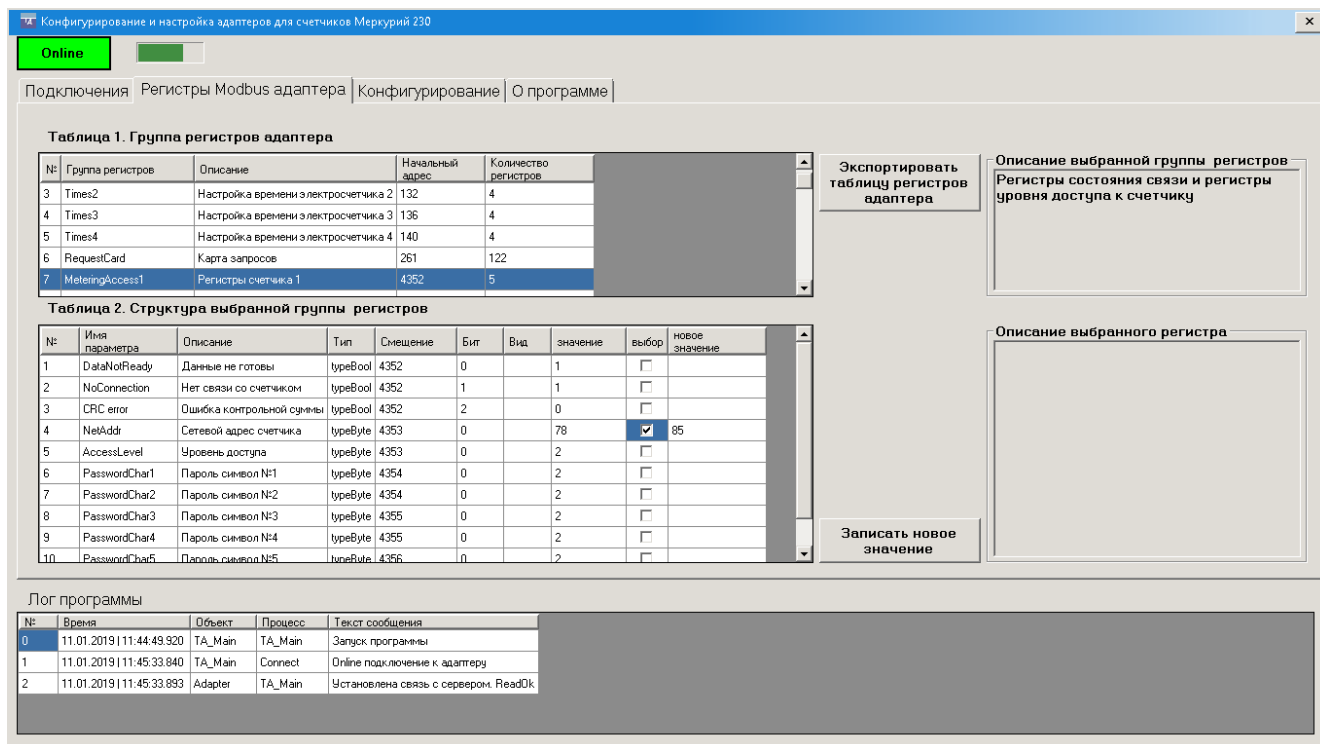 Конфигурирование и настройка адаптеров для счетчиков Меркурий 230
Online
Подключения Регистры Modbus адаптера Конфигурирование О программе
Таблица 1. Группа регистров адаптера
№ Группа регистров Описание Начальный адрес Количество регистров
3 Times2 Настройка времени электросчетчика 2 132 4
4 Times3 Настройка времени электросчетчика 3 136 4
5 Times4 Настройка времени электросчетчика 4 140 4
6 RequestCard Карта запросов 261 122
7 MeteringAccess1 Регистры счетчика 1 4352 5
Экспортировать
таблицу регистров
адаптера
Описание выбранной группы регистров
Регистры состояния связи и регистры
уровня доступа к счетчику
Таблица 2. Структура выбранной группы регистров
№ Имя параметра Описание Тип Смещение Бит Вид значение выбор новое значение
1 DataNotReady Данные не готовы typeBool 4352 0 1
2 NoConnection Нет связи со счетчиком typeBool 4352 1 1
3 CRC error Ошибка контрольной суммы typeBool 4352 2 0
4 NetAddr Сетевой адрес счетчика typeByte 4353 0 78 85
5 AccessLevel Уровень доступа typeByte 4353 0 2
6 PasswordChar1 Пароль символ №1 typeByte 4354 0 2
7 PasswordChar2 Пароль символ №2 typeByte 4354 0 2
8 PasswordChar3 Пароль символ №3 typeByte 4355 0 2
9 PasswordChar4 Пароль символ №4 typeByte 4355 0 2
10 PasswordChar5 Пароль символ №5 typeByte 4356 0 2
Записать новое
значение
Описание выбранного регистра
Лог программы
№ Время Объект Процесс Текст сообщения
0 11.01.2019 | 11:44:49.920 TA_Main TA_Main Запуск программы
1 11.01.2019 | 11:45:33.840 TA_Main Connect Online подключение к адаптеру
2 11.01.2019 | 11:45:33.893 Adapter TA_Main Установлена связь с сервером. ReadOk